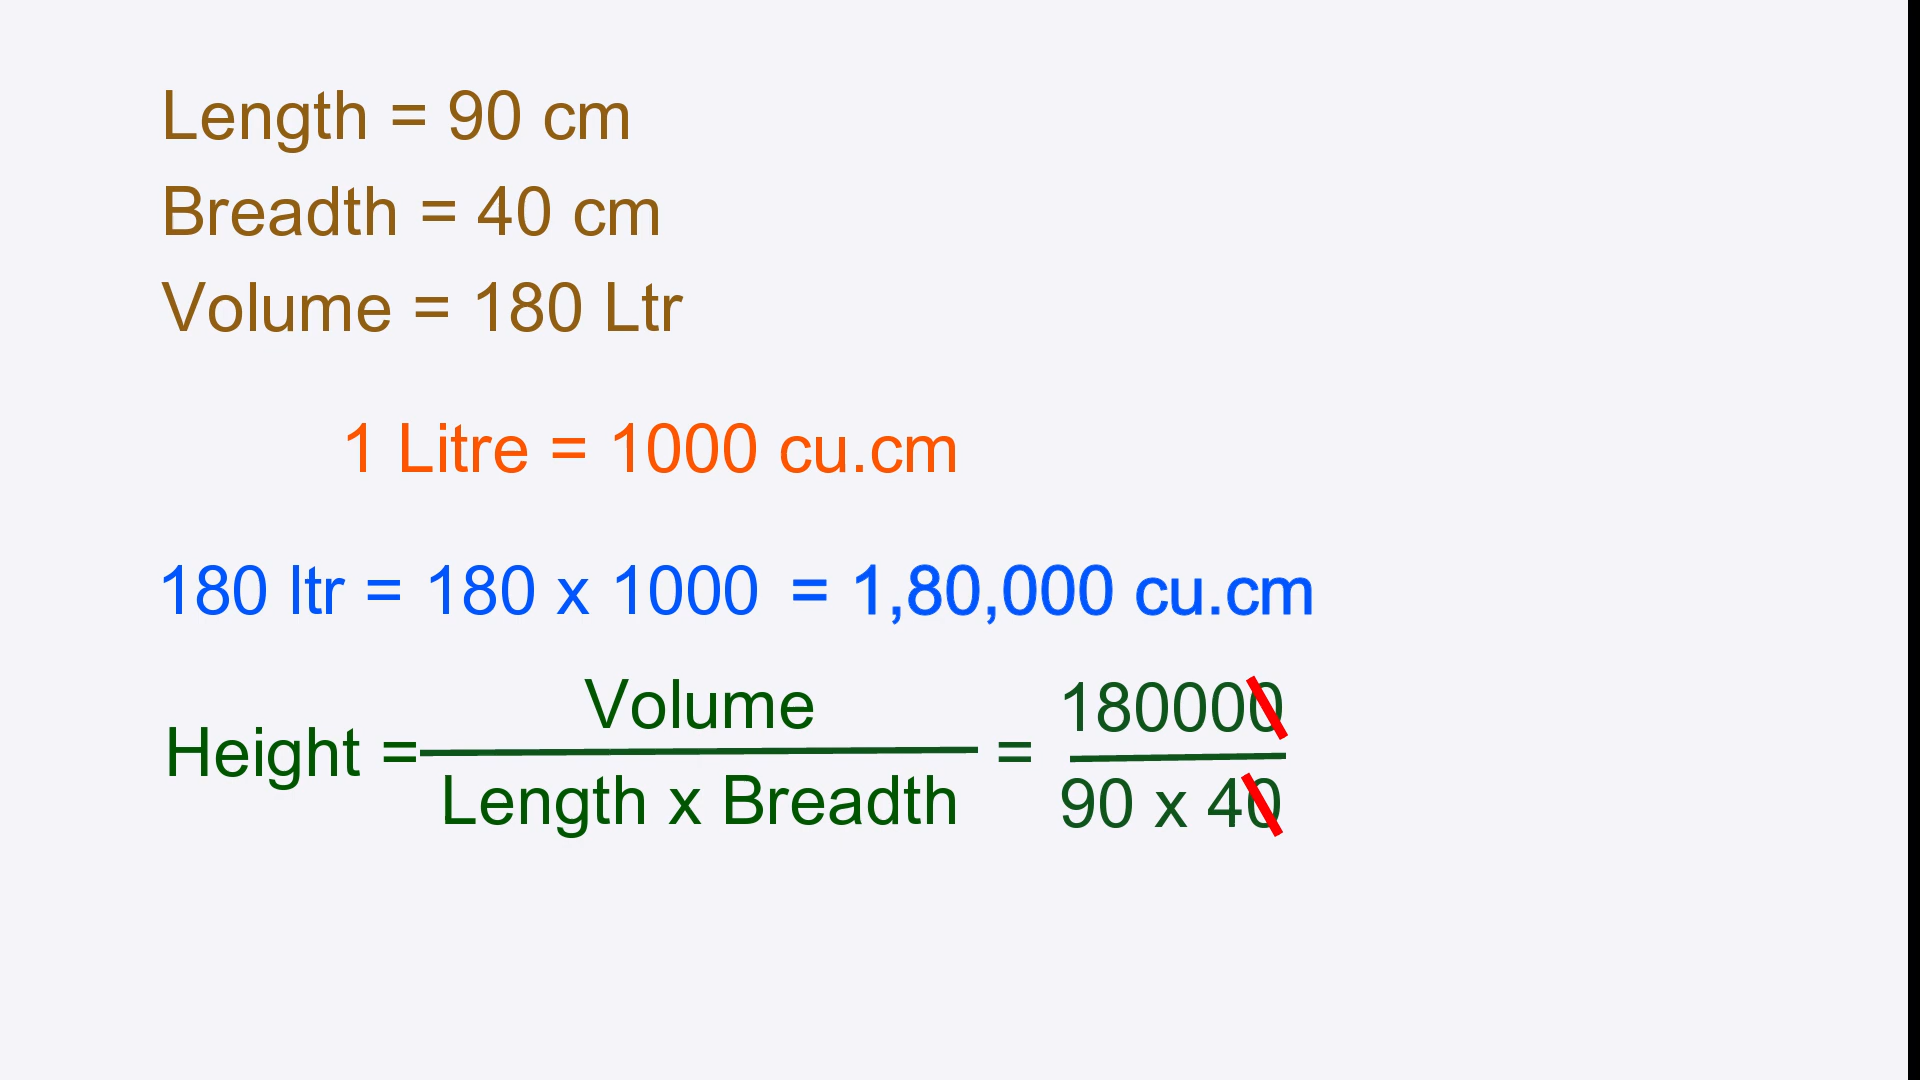 Length = 90 cm
Breadth = 40 cm
Volume = 180 Ltr
1 Litre = 1000 cu.cm
180 ltr = 180 x 1000 = 1,80,000 cu.cm
Volume 180000
Height = =
Length x Breadth 90 x 40